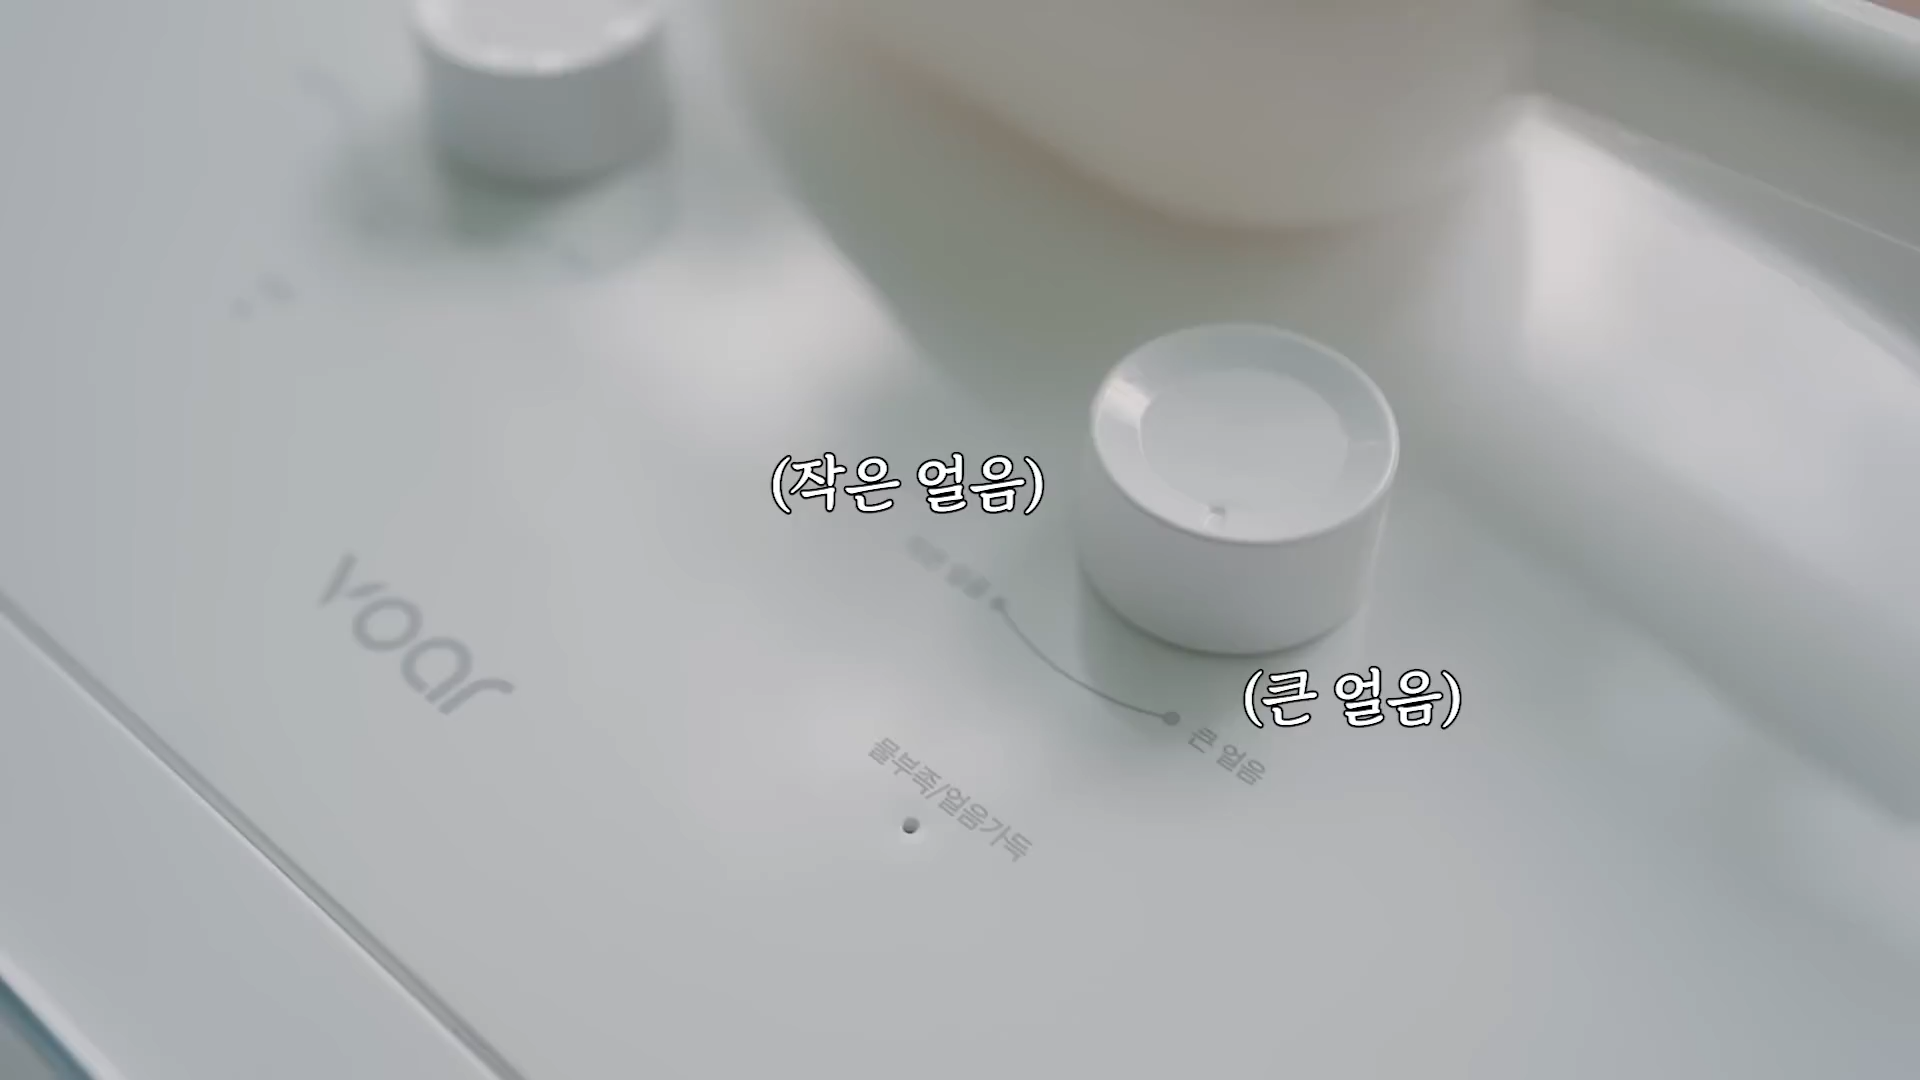 (작은 얼음)
voar
(큰 얼음)
큰 얼음
물부족/얼음가득